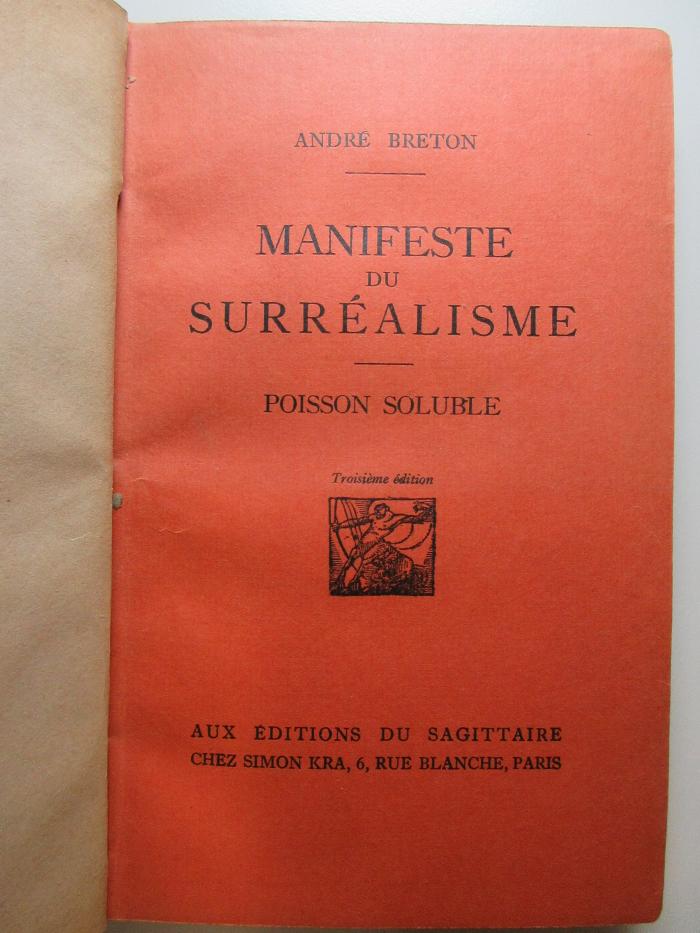 ANDRÉ BRETON
MANIFESTE
DU
SURRÉALISME
POISSON SOLUBLE
Troisième édition
AUX ÉDITIONS DU SAGITTAIRE
CHEZ SIMON KRA, 6, RUE BLANCHE, PARIS